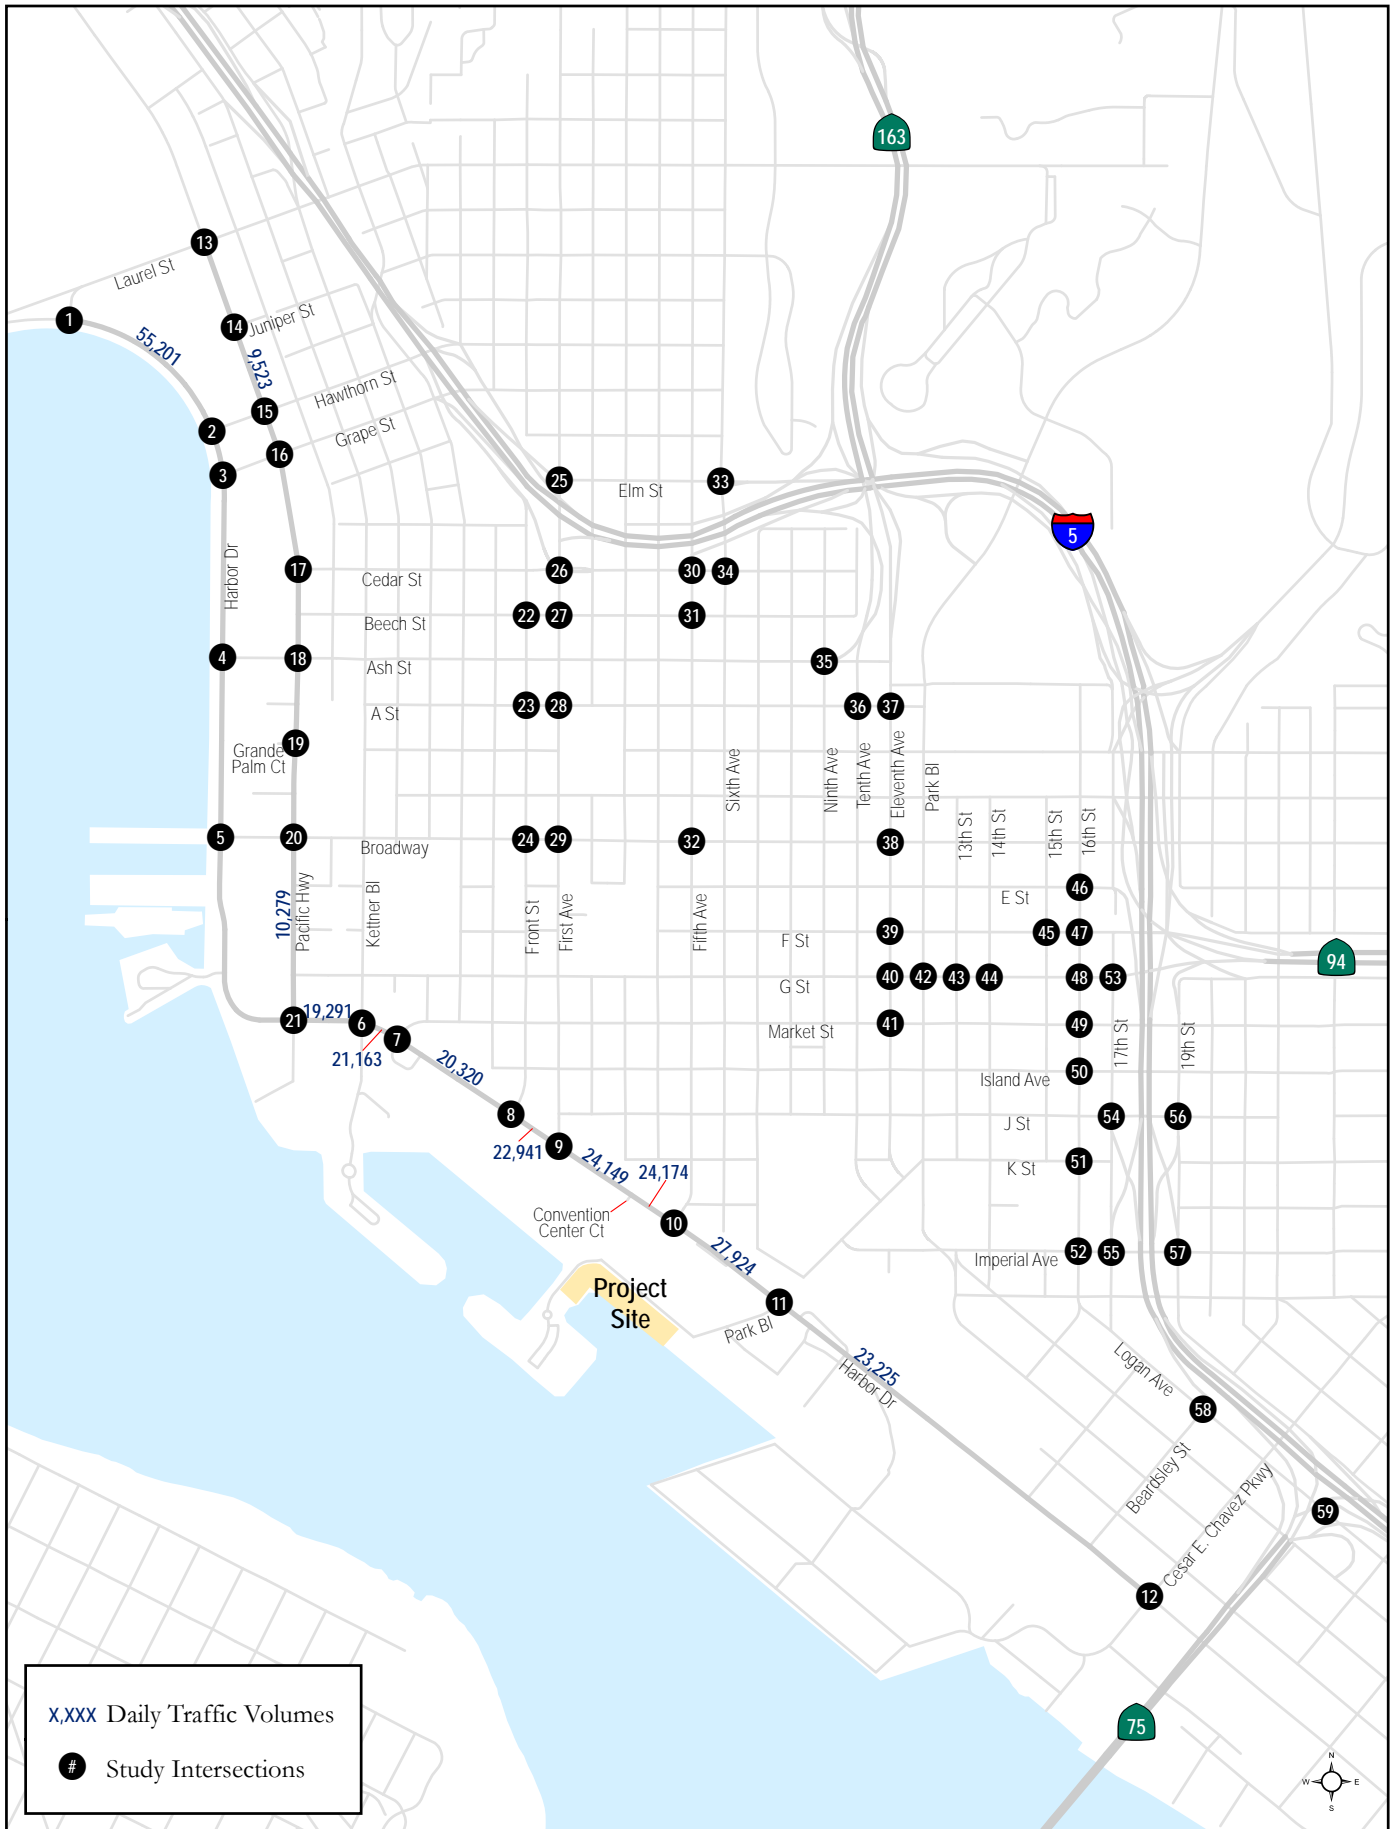 163
13
Laurel St
1
14
Juniper St
55,201
9,523
Hawthorn St
15
2
Grape St
16
3
25
Elm St
33
5
Harbor Dr
17
Cedar St
26
30
34
22
27
Beech St
31
4
18
Ash St
35
23
28
A St
36
37
19
Grande
Palm Ct
Sixth Ave
Ninth Ave
Tenth Ave
Eleventh Ave
Park Bl
13th St
14th St
15th St
16th St
5
20
Broadway
24
29
32
38
10,279
Pacific Hwy
Kettner Bl
Front St
First Ave
Fifth Ave
46
E St
39
F St
45
47
94
40
42
43
44
48
53
G St
21
19,291
6
Market St
41
49
17th St
19th St
7
21,163
20,320
50
Island Ave
8
54
56
J St
9
22,941
24,149
24,174
51
K St
Convention
Center Ct
10
27,924
52
55
57
Imperial Ave
Project
Site
11
Park Bl
23,225
Harbor Dr
Logan Ave
58
Beardsley St
Cesar E. Chavez Pkwy
59
12
75
X,XXX Daily Traffic Volumes
# Study Intersections
N
W E
S